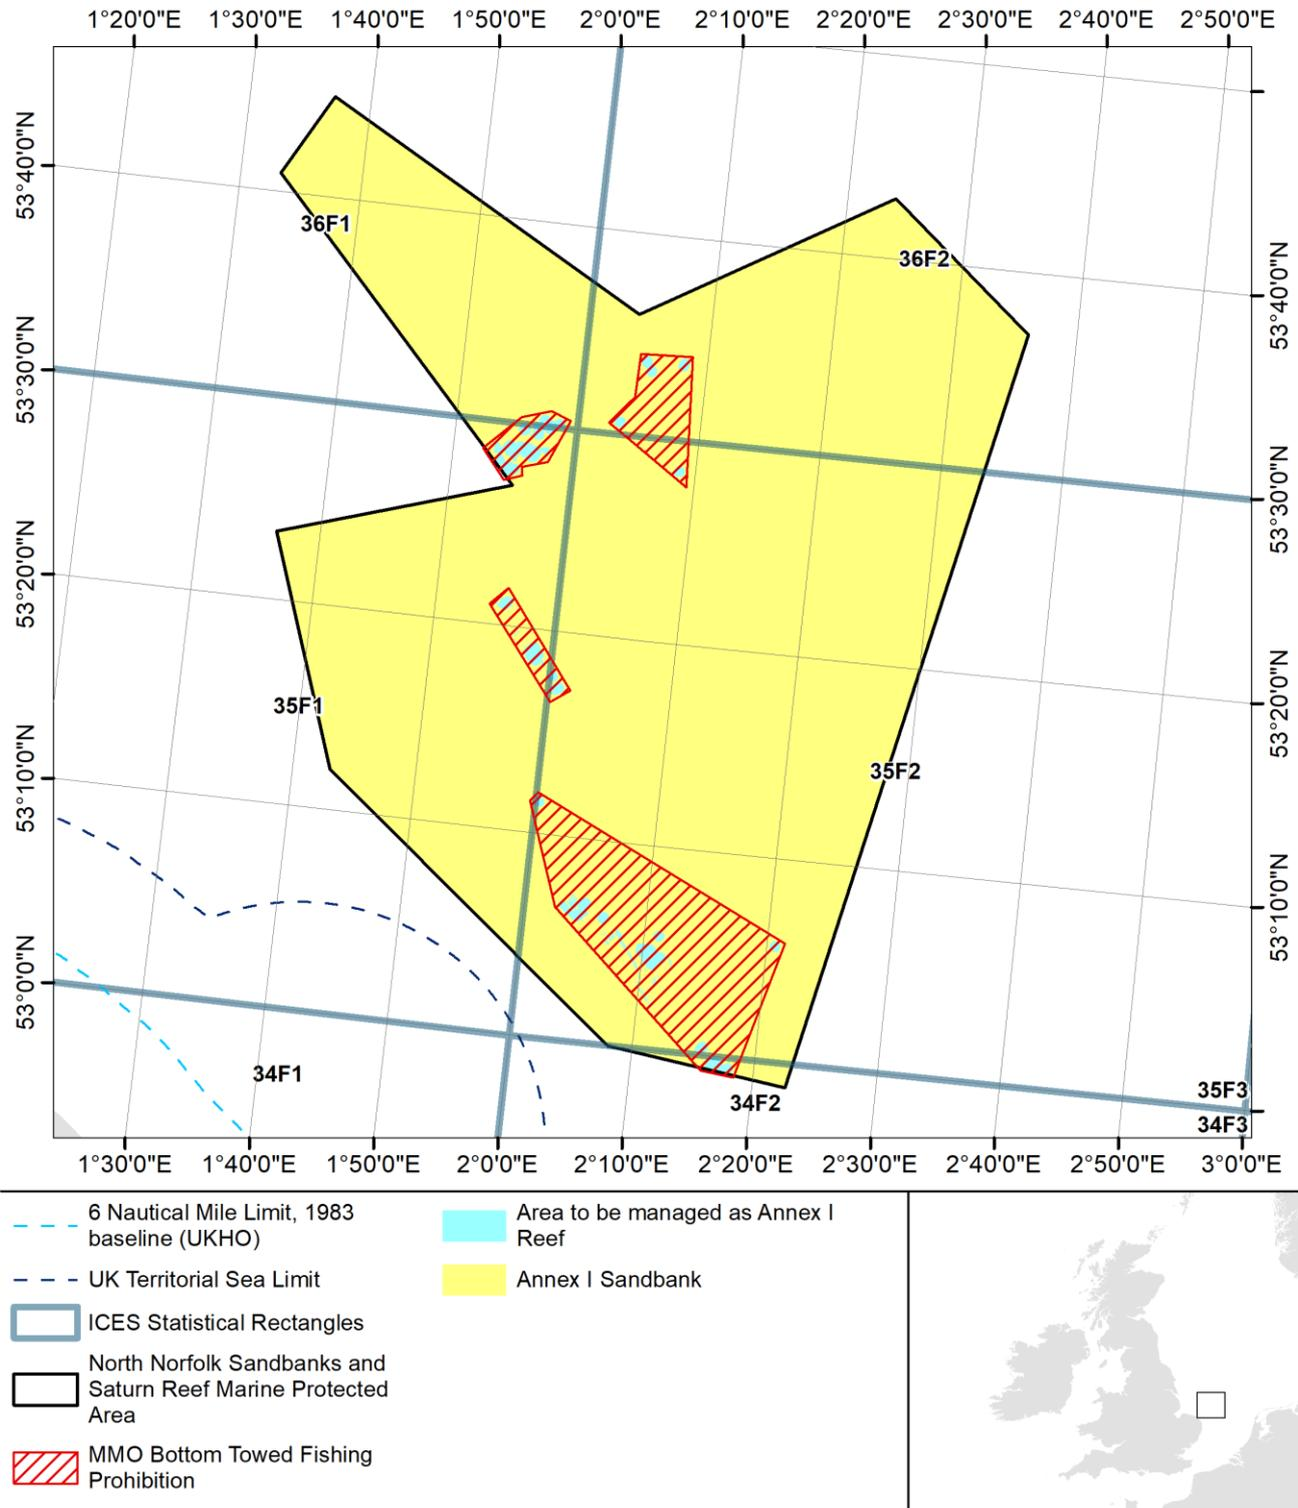 1°20'0"E 1°30'0"E 1°40'0"E 1°50'0"E 2°0'0"E 2°10'0"E 2°20'0"E 2°30'0"E 2°40'0"E 2°50'0"E
53°40'0"N
36F1
36F2
53°40'0"N
53°30'0"N
53°30'0"N
53°20'0"N
35F1
53°20'0"N
35F2
53°10'0"N
53°10'0"N
53°0'0"N
34F1
34F2
35F3
34F3
1°30'0"E 1°40'0"E 1°50'0"E 2°0'0"E 2°10'0"E 2°20'0"E 2°30'0"E 2°40'0"E 2°50'0"E 3°0'0"E
6 Nautical Mile Limit, 1983
baseline (UKHO)
UK Territorial Sea Limit
ICES Statistical Rectangles
North Norfolk Sandbanks and
Saturn Reef Marine Protected
Area
MMO Bottom Towed Fishing
Prohibition
Area to be managed as Annex I
Reef
Annex I Sandbank